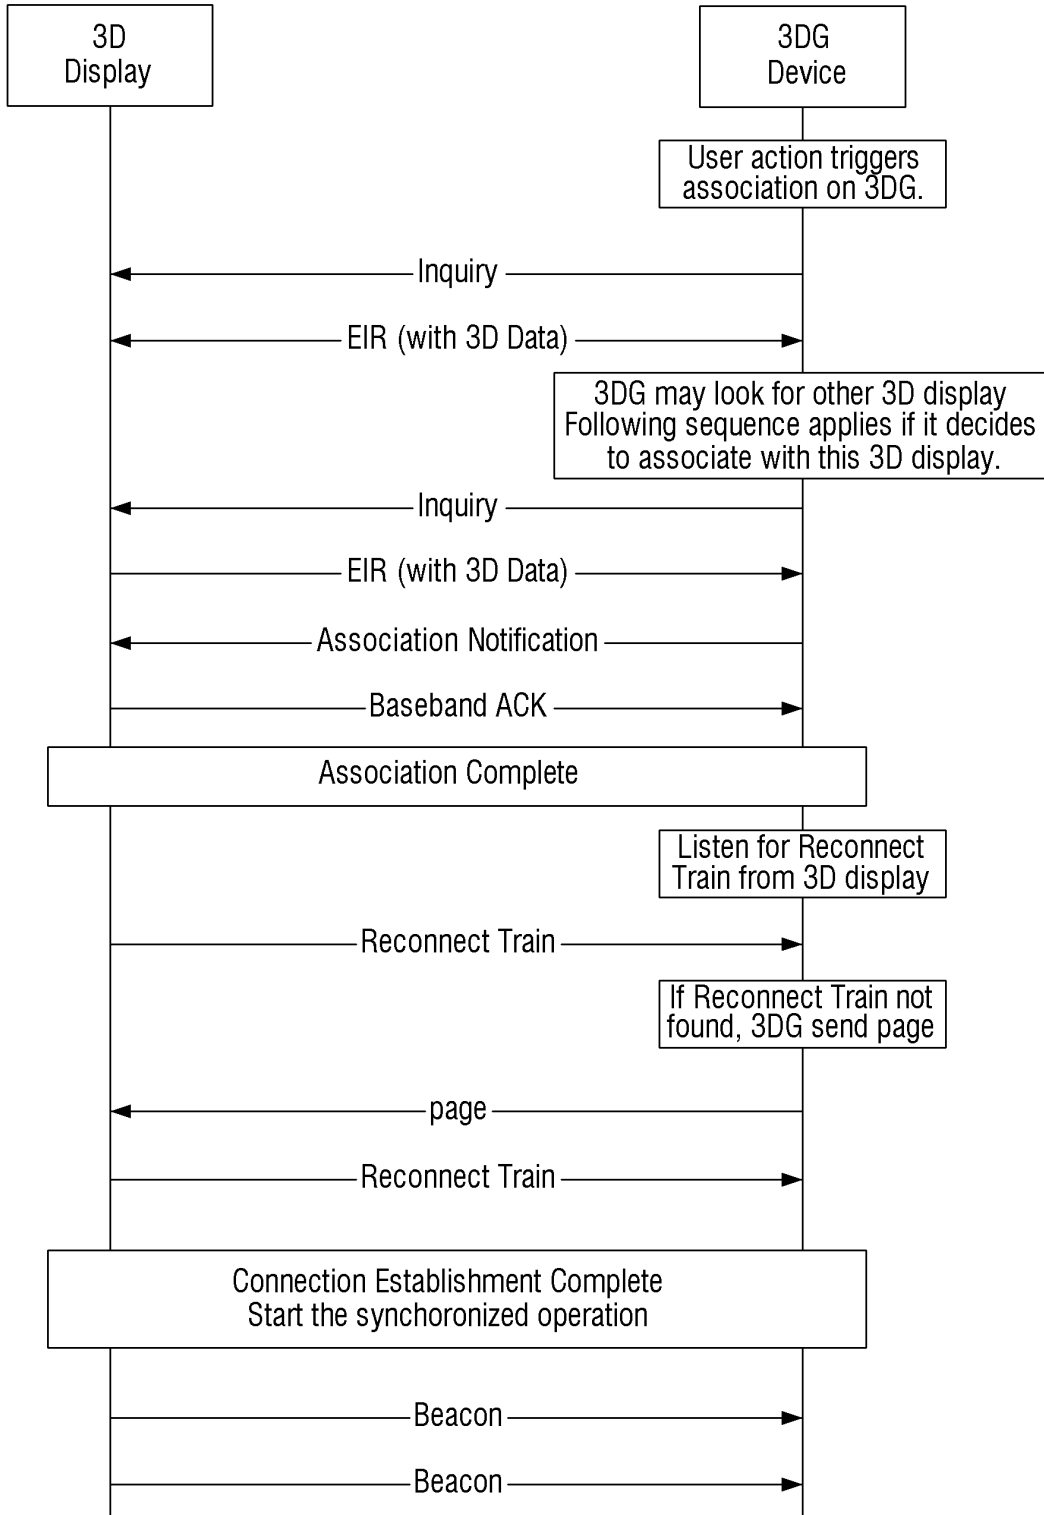 3D
Display
3DG
Device
User action triggers
association on 3DG.
Inquiry
EIR (with 3D Data)
3DG may look for other 3D display
Following sequence applies if it decides
to associate with this 3D display.
Inquiry
EIR (with 3D Data)
Association Notification
Baseband ACK
Association Complete
Listen for Reconnect
Train from 3D display
Reconnect Train
If Reconnect Train not
found, 3DG send page
page
Reconnect Train
Connection Establishment Complete
Start the synchoronized operation
Beacon
Beacon